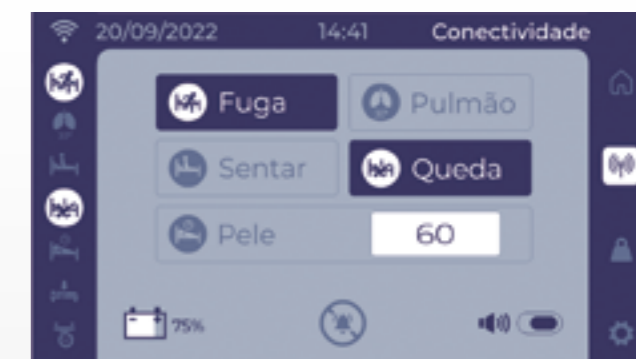 20/09/2022 14:41 Conectividade
Fuga Pulmão
Sentar Queda
Pele 60
75%